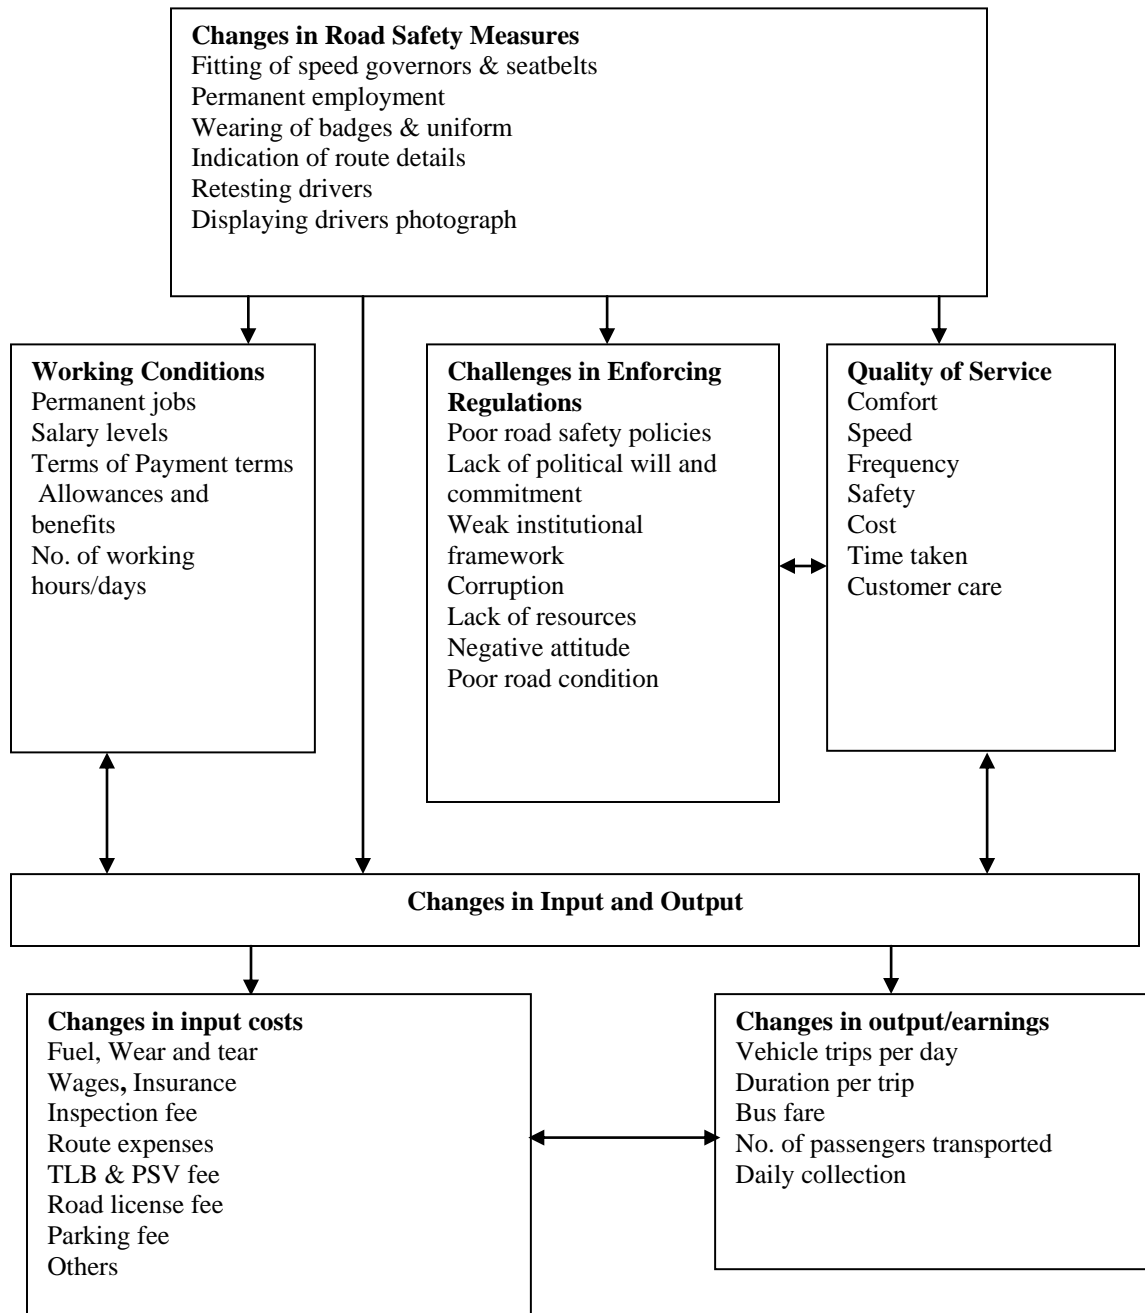 Changes in Road Safety Measures
Fitting of speed governors & seatbelts
Permanent employment
Wearing of badges & uniform
Indication of route details
Retesting drivers
Displaying drivers photograph
Working Conditions
Permanent jobs
Salary levels
Terms of Payment terms
Allowances and
benefits
No. of working
hours/days
Challenges in Enforcing
Regulations
Poor road safety policies
Lack of political will and
commitment
Weak institutional
framework
Corruption
Lack of resources
Negative attitude
Poor road condition
Quality of Service
Comfort
Speed
Frequency
Safety
Cost
Time taken
Customer care
Changes in Input and Output
Changes in input costs
Fuel, Wear and tear
Wages, Insurance
Inspection fee
Route expenses
TLB & PSV fee
Road license fee
Parking fee
Others
Changes in output/earnings
Vehicle trips per day
Duration per trip
Bus fare
No. of passengers transported
Daily collection